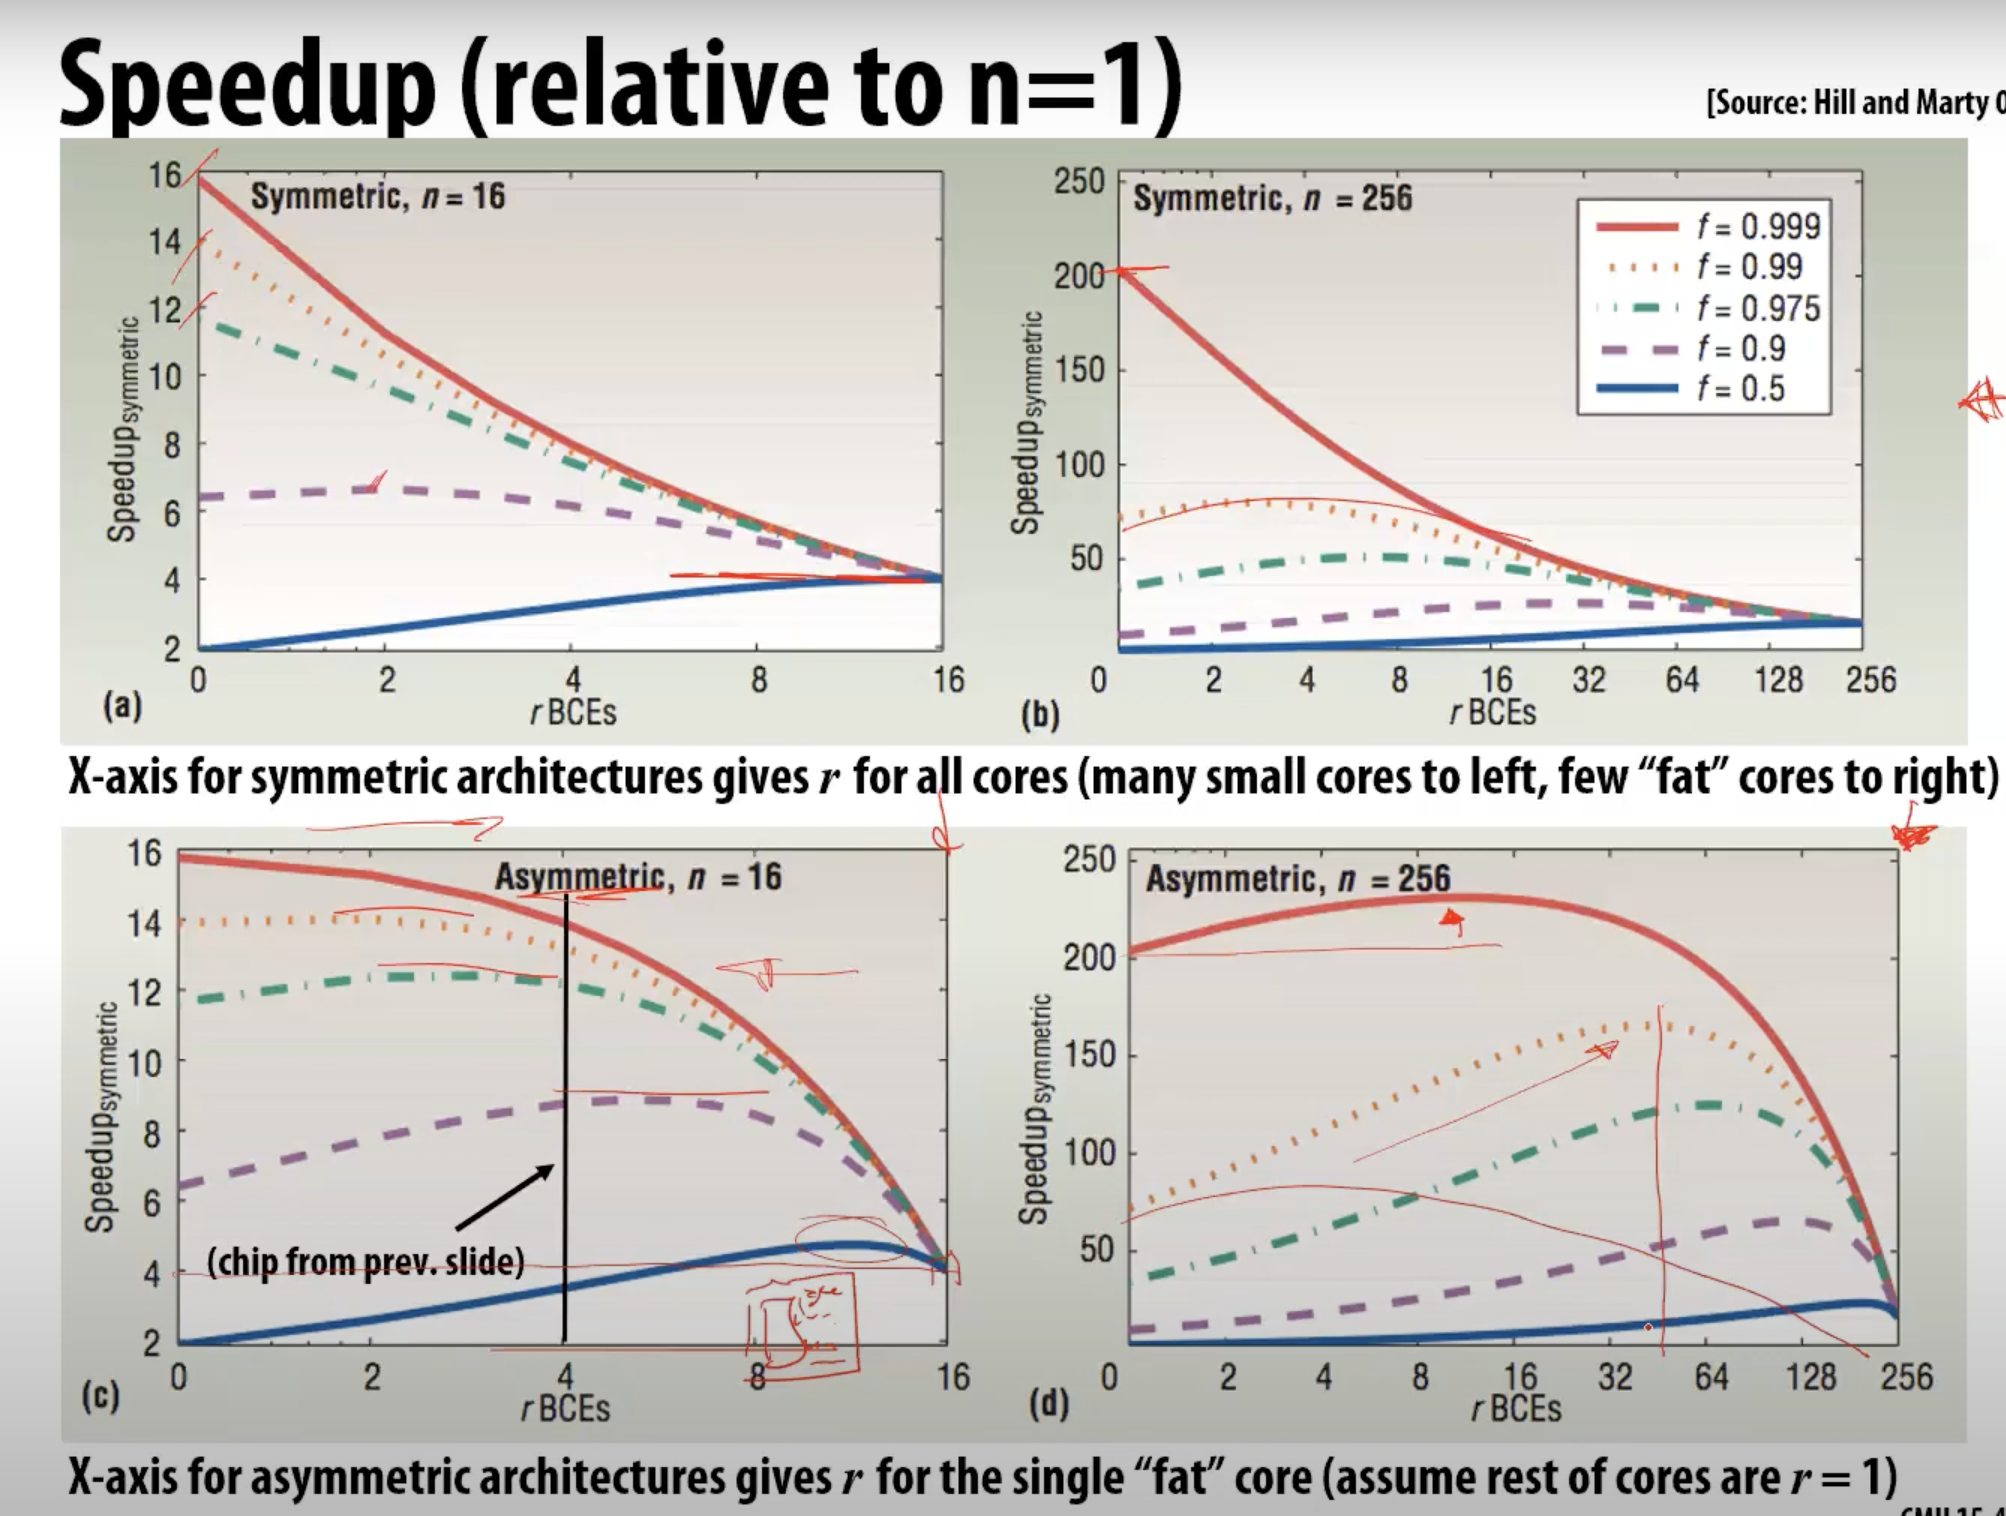 Speedup (relative to n=1)
[Source: Hill and Marty 0
Symmetric, n = 16
16
14
12
10
8
6
4
2
Speedup symmetric
0 2 4 8 16
(a)
r BCEs
Symmetric, n = 256
250
200
150
100
50
Speedup symmetric
f = 0.999
f = 0.99
f = 0.975
f = 0.9
f = 0.5
0 2 4 8 16 32 64 128 256
(b)
r BCEs
X-axis for symmetric architectures gives r for all cores (many small cores to left, few “fat” cores to right)
Asymmetric, n = 16
16
14
12
10
8
6
4
2
Speedup symmetric
(chip from prev. slide)
0 2 4 8 16
(c)
r BCEs
Asymmetric, n = 256
250
200
150
100
50
Speedup symmetric
0 2 4 8 16 32 64 128 256
(d)
r BCEs
X-axis for asymmetric architectures gives r for the single “fat” core (assume rest of cores are r = 1)